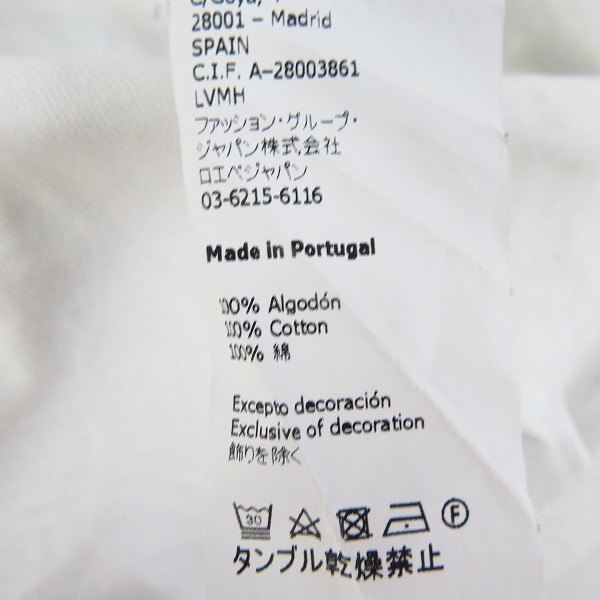 C/Goya, 4
28001 - Madrid
SPAIN
C.I.F. A-28003861
LVMH
ファッション・グループ・
ジャパン株式会社
ロエベジャパン
03-6215-6116
Made in Portugal
100% Algodón
100% Cotton
100% 綿
Excepto decoración
Exclusive of decoration
飾りを除く
30
F
タンブル乾燥禁止